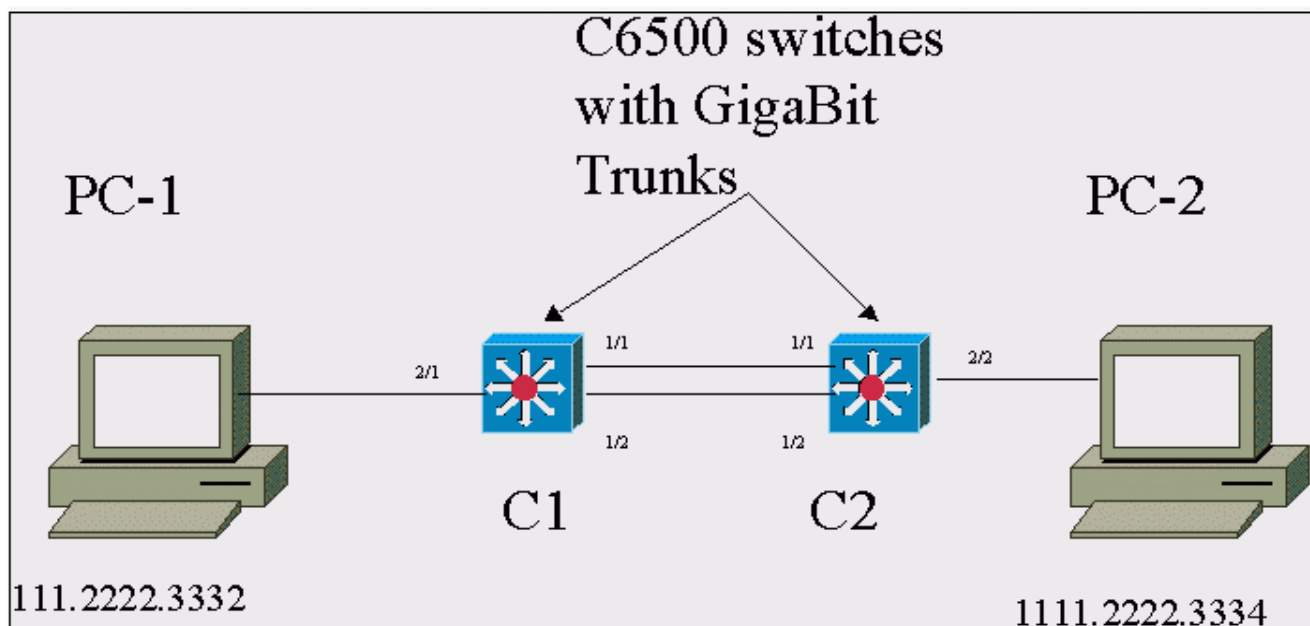 C6500 switches
with GigaBit
Trunks
PC-1
PC-2
2/1
1/1
1/1
2/2
1/2
1/2
C1
C2
111.2222.3332
1111.2222.3334